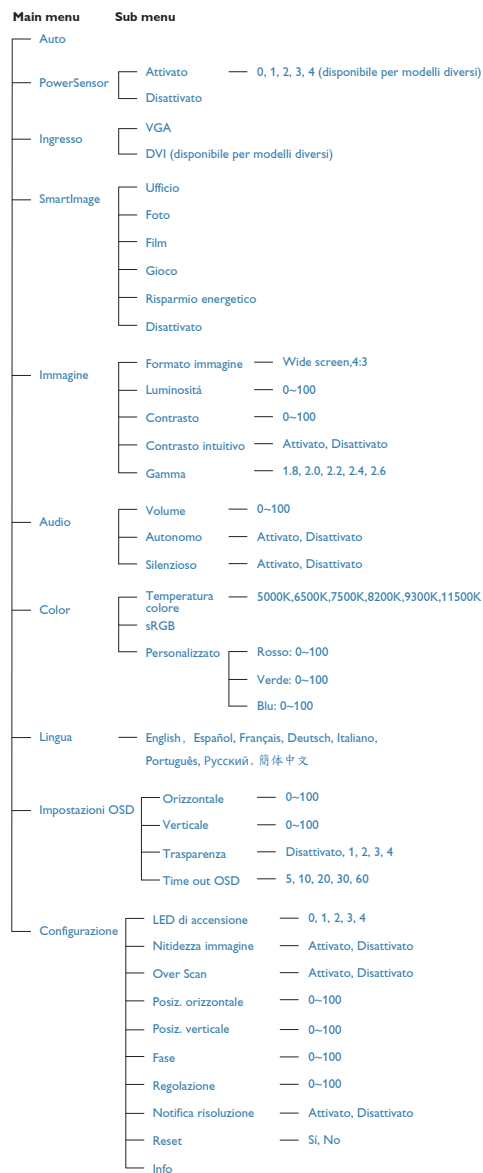 Main menu Sub menu
Auto
PowerSensor
Attivato 0, 1, 2, 3, 4 (disponibile per modelli diversi)
Disattivato
Ingresso
VGA
DVI (disponibile per modelli diversi)
SmartImage
Ufficio
Foto
Film
Gioco
Risparmio energetico
Disattivato
Immagine
Formato immagine Wide screen,4:3
Luminositá 0~100
Contrasto 0~100
Contrasto intuitivo Attivato, Disattivato
Gamma 1.8, 2.0, 2.2, 2.4, 2.6
Audio
Volume 0~100
Autonomo Attivato, Disattivato
Silenzioso Attivato, Disattivato
Color
Temperatura
colore
5000K,6500K,7500K,8200K,9300K,11500K
sRGB
Personalizzato Rosso: 0~100
Verde: 0~100
Blu: 0~100
Lingua
English, Español, Français, Deutsch, Italiano,
Português, Русский, 简体中文
Impostazioni OSD
Orizzontale 0~100
Verticale 0~100
Trasparenza Disattivato, 1, 2, 3, 4
Time out OSD 5, 10, 20, 30, 60
Configurazione
LED di accensione 0, 1, 2, 3, 4
Nitidezza immagine Attivato, Disattivato
Over Scan Attivato, Disattivato
Posiz. orizzontale 0~100
Posiz. verticale 0~100
Fase 0~100
Regolazione 0~100
Notifica risoluzione Attivato, Disattivato
Reset Sí, No
Info